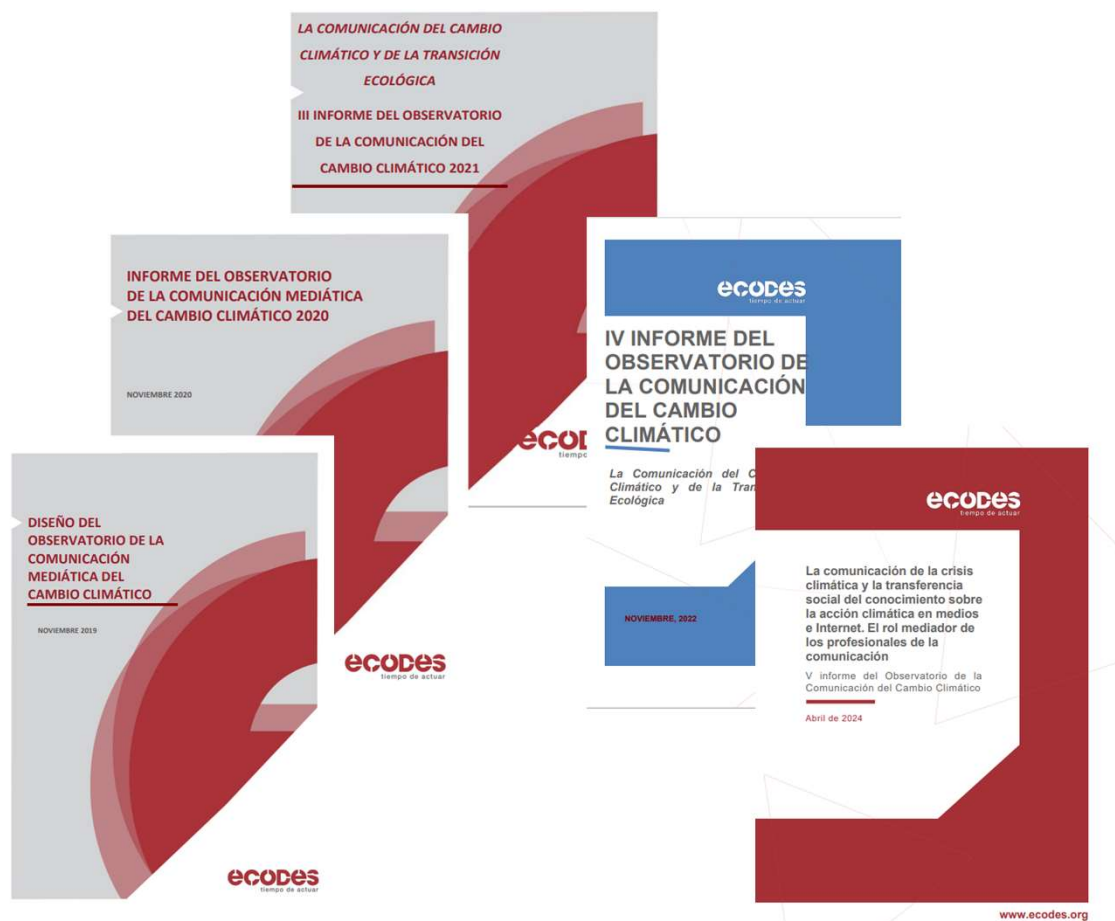 LA COMUNICACIÓN DEL CAMBIO
CLIMÁTICO Y DE LA TRANSICIÓN
ECOLÓGICA
III INFORME DEL OBSERVATORIO
DE LA COMUNICACIÓN DEL
CAMBIO CLIMÁTICO 2021
INFORME DEL OBSERVATORIO
DE LA COMUNICACIÓN MEDIÁTICA
DEL CAMBIO CLIMÁTICO 2020
NOVIEMBRE 2020
ecodes
tiempo de actuar
DISEÑO DEL
OBSERVATORIO DE LA
COMUNICACIÓN
MEDIÁTICA DEL
CAMBIO CLIMÁTICO
NOVIEMBRE 2019
ecodes
tiempo de actuar
ecodes
tiempo de actuar
IV INFORME DEL
OBSERVATORIO DE
LA COMUNICACIÓN
DEL CAMBIO
CLIMÁTICO
La Comunicación del
Climático y de la
Ecológica
NOVIEMBRE, 2022
ecodes
tiempo de actuar
La comunicación de la crisis
climática y la transferencia
social del conocimiento sobre
la acción climática en medios
e Internet. El rol mediador de
los profesionales de la
comunicación
V informe del Observatorio de la
Comunicación del Cambio Climático
Abril de 2024
www.ecodes.org